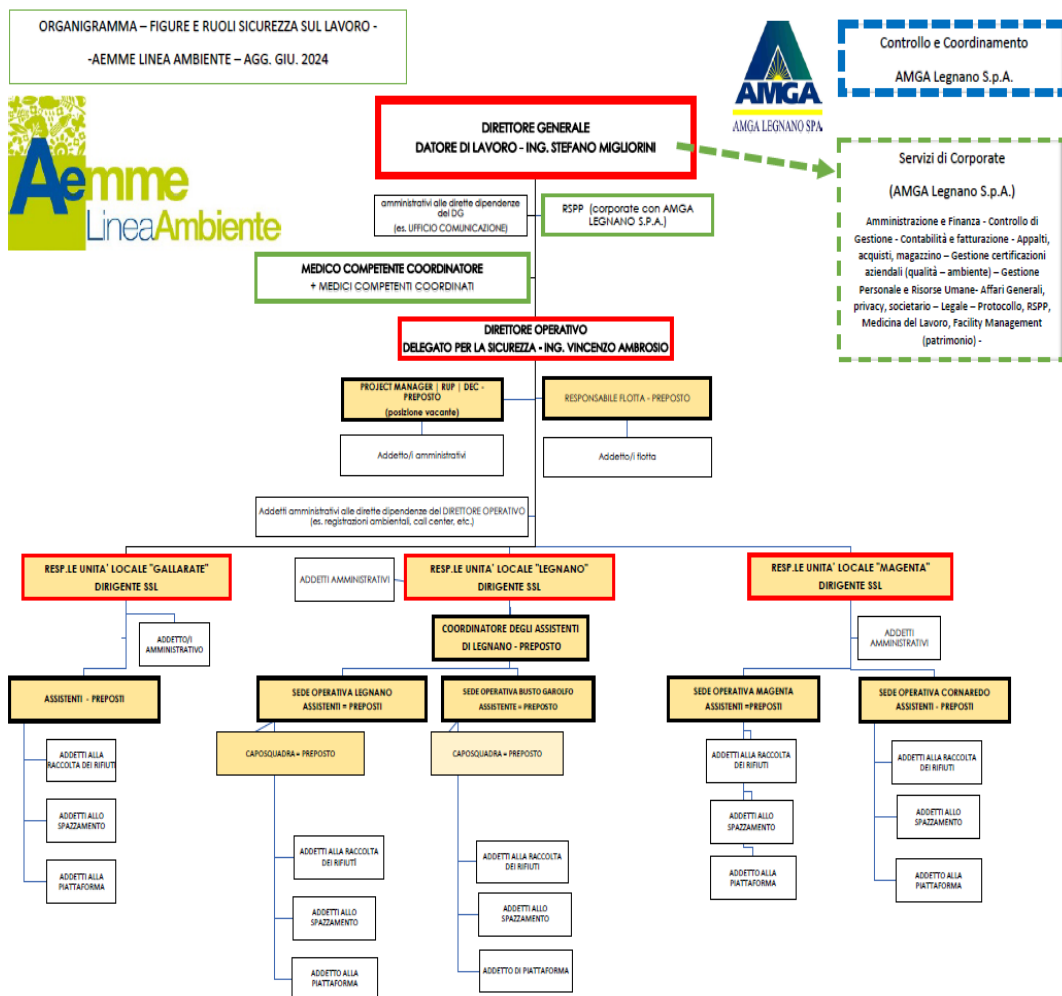 ORGANIGRAMMA – FIGURE E RUOLI SICUREZZA SUL LAVORO -
-AEMME LINEA AMBIENTE – AGG. GIU. 2024
AMGA
AMGA LEGNANO SPA
Controllo e Coordinamento
AMGA Legnano S.p.A.
Aemme
LineaAmbiente
DIRETTORE GENERALE
DATORE DI LAVORO - ING. STEFANO MIGLIORINI
Servizi di Corporate
(AMGA Legnano S.p.A.)
Amministrazione e Finanza - Controllo di
Gestione - Contabilità e fatturazione - Appalti,
acquisti, magazzino – Gestione certificazioni
aziendali (qualità – ambiente) – Gestione
Personale e Risorse Umane- Affari Generali,
privacy, societario – Legale – Protocollo, RSPP,
Medicina del Lavoro, Facility Management
(patrimonio) -
amministrativi alle dirette dipendenze
del DG
(es. UFFICIO COMUNICAZIONE)
RSPP (corporate con AMGA
LEGNANO S.P.A.)
MEDICO COMPETENTE COORDINATORE
+ MEDICI COMPETENTI COORDINATI
DIRETTORE OPERATIVO
DELEGATO PER LA SICUREZZA - ING. VINCENZO AMBROSIO
PROJECT MANAGER | RUP | DEC -
PREPOSTO
(posizione vacante)
RESPONSABILE FLOTTA - PREPOSTO
Addetto/i amministrativi
Addetto/i flotta
Addetti amministrativi alle dirette dipendenze del DIRETTORE OPERATIVO
(es. registrazioni ambientali, call center, etc.)
RESP.LE UNITA' LOCALE "GALLARATE"
DIRIGENTE SSL
ADDETTI AMMINISTRATIVI
RESP.LE UNITA' LOCALE "LEGNANO"
DIRIGENTE SSL
RESP.LE UNITA' LOCALE "MAGENTA"
DIRIGENTE SSL
ADDETTO/I
AMMINISTRATIVO
COORDINATORE DEGLI ASSISTENTI
DI LEGNANO - PREPOSTO
ADDETTI
AMMINISTRATIVI
ASSISTENTI - PREPOSTI
SEDE OPERATIVA LEGNANO
ASSISTENTI = PREPOSTI
SEDE OPERATIVA BUSTO GAROLFO
ASSISTENTE = PREPOSTO
SEDE OPERATIVA MAGENTA
ASSISTENTI =PREPOSTI
SEDE OPERATIVA CORNAREDO
ASSISTENTI - PREPOSTI
CAPOSQUADRA = PREPOSTO
CAPOSQUADRA = PREPOSTO
ADDETTI ALLA
RACCOLTA DEI RIFIUTI
ADDETTI ALLO
SPAZZAMENTO
ADDETTI ALLA
PIATTAFORMA
ADDETTI ALLA RACCOLTA
DEI RIFIUTI
ADDETTI ALLO
SPAZZAMENTO
ADDETTO ALLA
PIATTAFORMA
ADDETTI ALLA RACCOLTA
DEI RIFIUTI
ADDETTI ALLO
SPAZZAMENTO
ADDETTO DI PIATTAFORMA
ADDETTI ALLA RACCOLTA
DEI RIFIUTI
ADDETTI ALLO
SPAZZAMENTO
ADDETTO ALLA
PIATTAFORMA
ADDETTI ALLA RACCOLTA
DEI RIFIUTI
ADDETTI ALLO
SPAZZAMENTO
ADDETTO ALLA
PIATTAFORMA